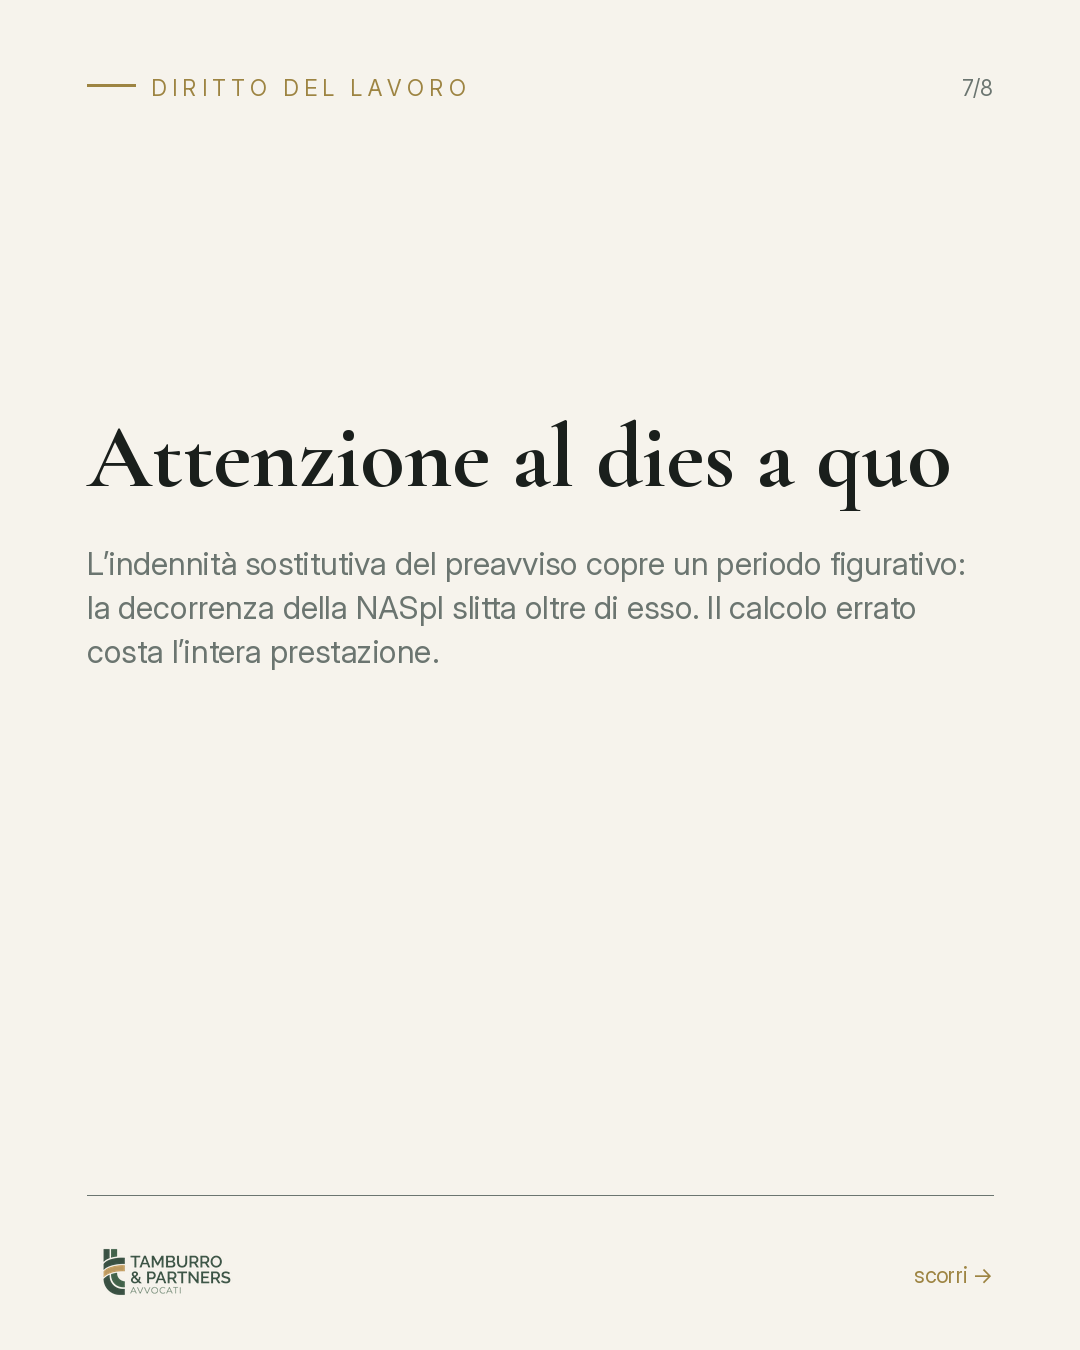 DIRITTO DEL LAVORO
7/8
Attenzione al dies a quo
L’indennità sostitutiva del preavviso copre un periodo figurativo:
la decorrenza della NASpI slitta oltre di esso. Il calcolo errato
costa l’intera prestazione.
TAMBURRO
& PARTNERS
AVVOCATI
scorri →